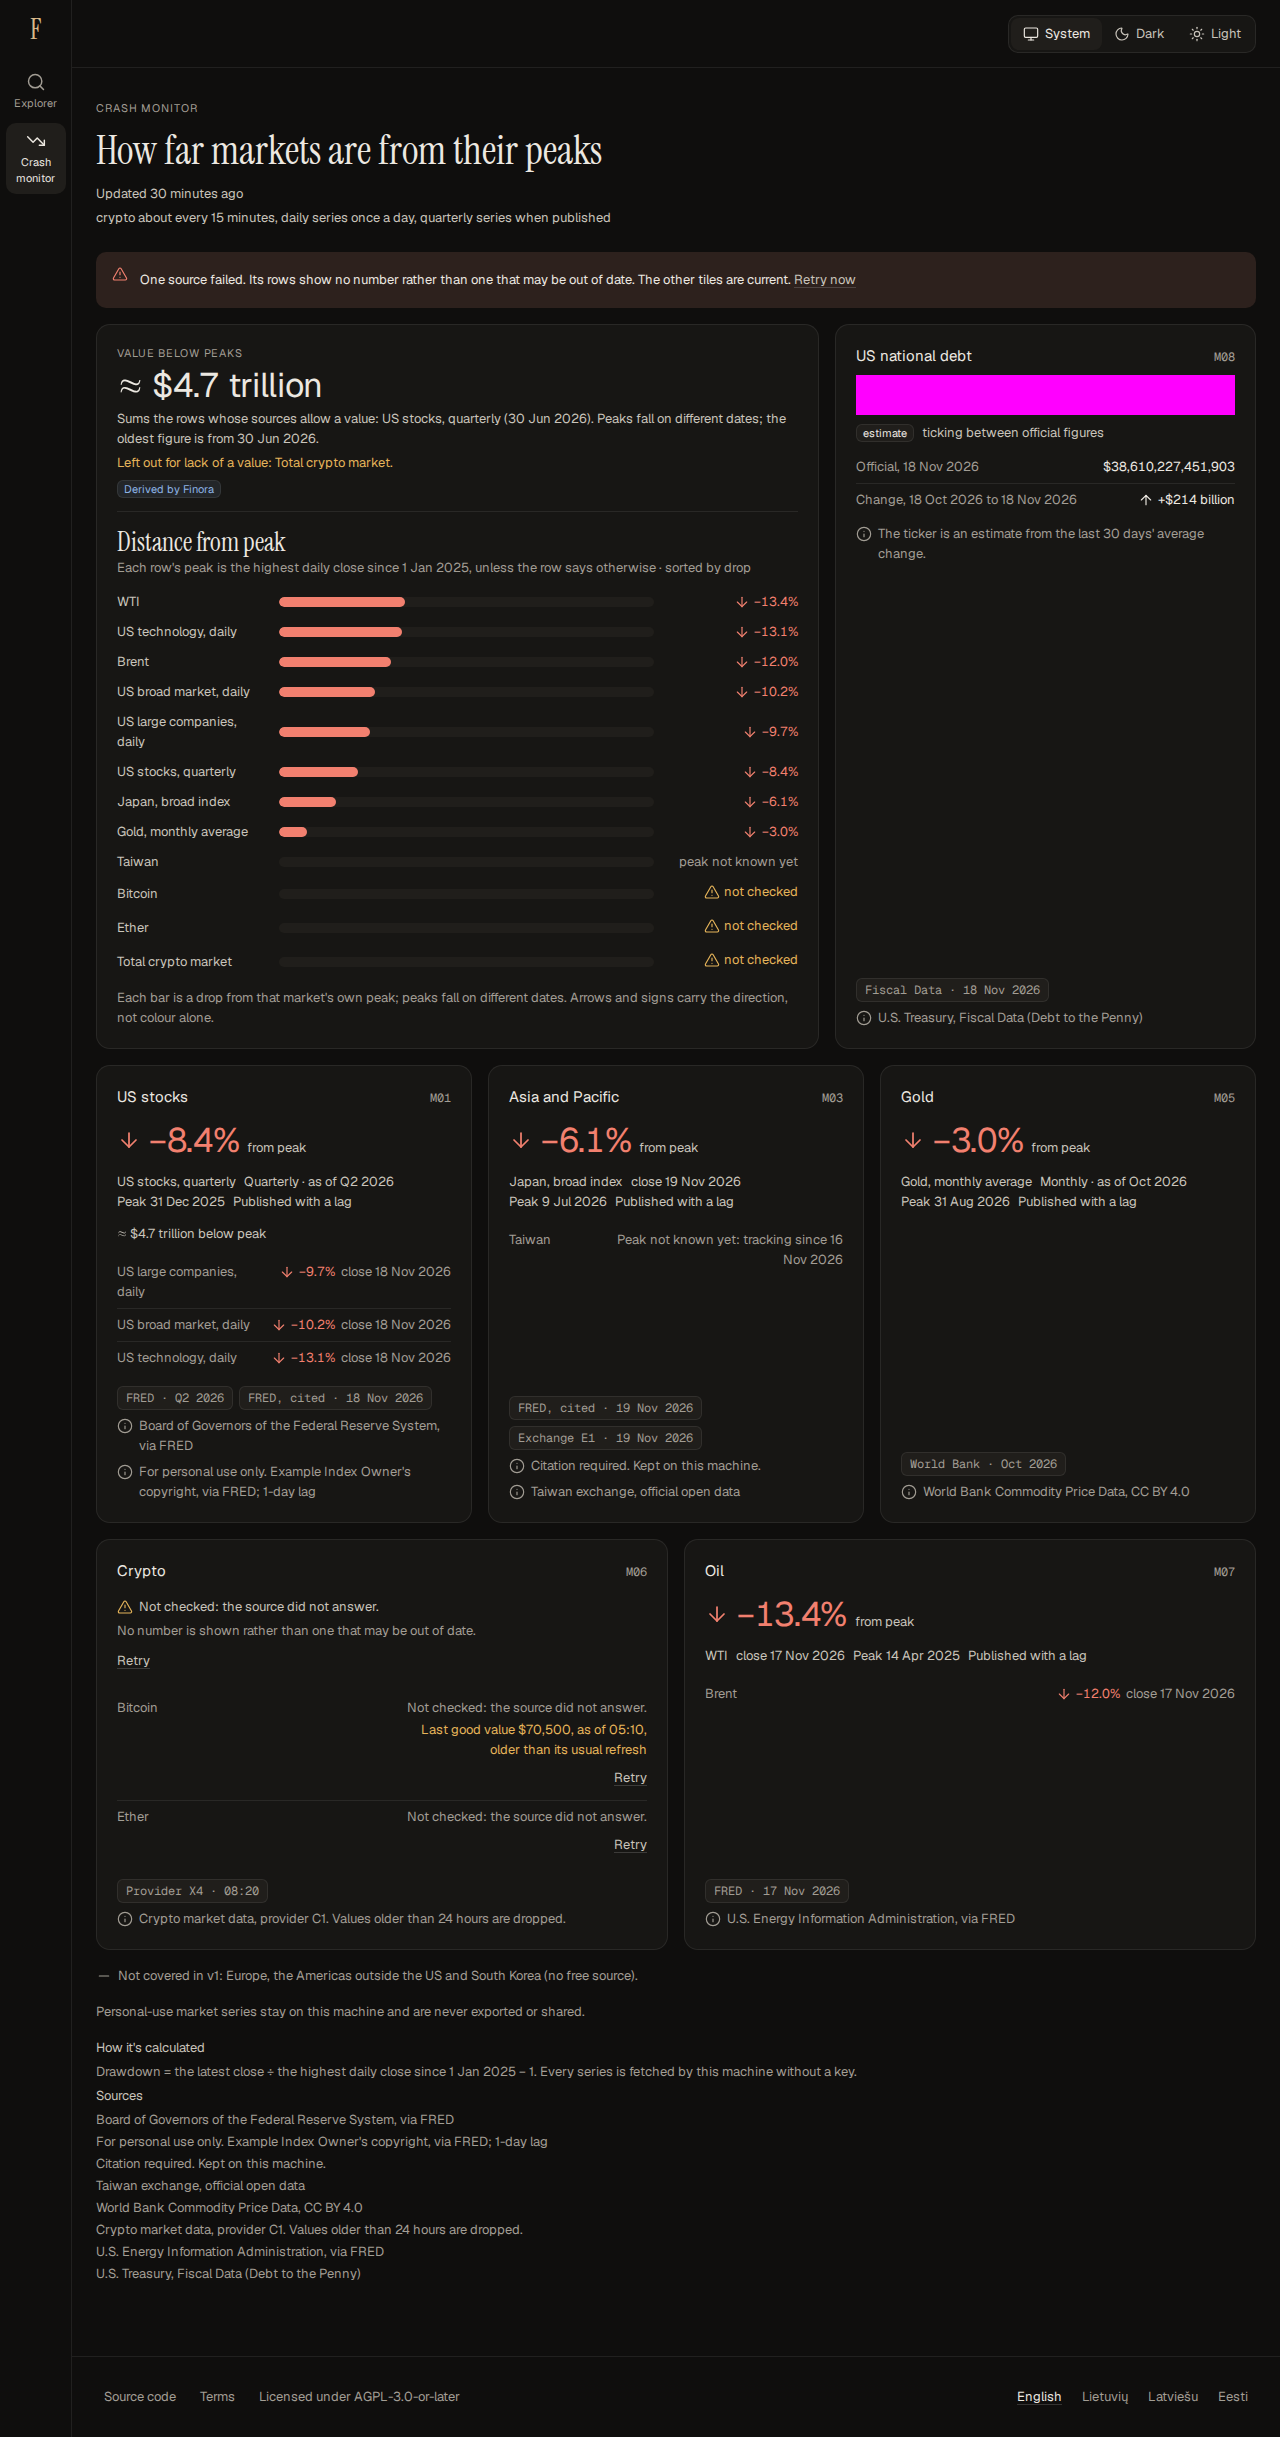 F
System
Dark
Light
Explorer
Crash
monitor
CRASH MONITOR
How far markets are from their peaks
Updated 30 minutes ago
crypto about every 15 minutes, daily series once a day, quarterly series when published
One source failed. Its rows show no number rather than one that may be out of date. The other tiles are current. Retry now
VALUE BELOW PEAKS
≈ $4.7 trillion
Sums the rows whose sources allow a value: US stocks, quarterly (30 Jun 2026). Peaks fall on different dates; the
oldest figure is from 30 Jun 2026.
Left out for lack of a value: Total crypto market.
Derived by Finora
Distance from peak
Each row's peak is the highest daily close since 1 Jan 2025, unless the row says otherwise · sorted by drop
WTI ↓ −13.4%
US technology, daily ↓ −13.1%
Brent ↓ −12.0%
US broad market, daily ↓ −10.2%
US large companies,
daily ↓ −9.7%
US stocks, quarterly ↓ −8.4%
Japan, broad index ↓ −6.1%
Gold, monthly average ↓ −3.0%
Taiwan peak not known yet
Bitcoin not checked
Ether not checked
Total crypto market not checked
Each bar is a drop from that market's own peak; peaks fall on different dates. Arrows and signs carry the direction,
not colour alone.
US national debt M08
estimate ticking between official figures
Official, 18 Nov 2026 $38,610,227,451,903
Change, 18 Oct 2026 to 18 Nov 2026 ↑ +$214 billion
The ticker is an estimate from the last 30 days' average
change.
Fiscal Data · 18 Nov 2026
U.S. Treasury, Fiscal Data (Debt to the Penny)
US stocks M01
↓ −8.4% from peak
US stocks, quarterly Quarterly · as of Q2 2026
Peak 31 Dec 2025 Published with a lag
≈ $4.7 trillion below peak
US large companies,
daily ↓ −9.7% close 18 Nov 2026
US broad market, daily ↓ −10.2% close 18 Nov 2026
US technology, daily ↓ −13.1% close 18 Nov 2026
FRED · Q2 2026 FRED, cited · 18 Nov 2026
Board of Governors of the Federal Reserve System,
via FRED
For personal use only. Example Index Owner's
copyright, via FRED; 1-day lag
Asia and Pacific M03
↓ −6.1% from peak
Japan, broad index close 19 Nov 2026
Peak 9 Jul 2026 Published with a lag
Taiwan Peak not known yet: tracking since 16
Nov 2026
FRED, cited · 19 Nov 2026
Exchange E1 · 19 Nov 2026
Citation required. Kept on this machine.
Taiwan exchange, official open data
Gold M05
↓ −3.0% from peak
Gold, monthly average Monthly · as of Oct 2026
Peak 31 Aug 2026 Published with a lag
World Bank · Oct 2026
World Bank Commodity Price Data, CC BY 4.0
Crypto M06
Not checked: the source did not answer.
No number is shown rather than one that may be out of date.
Retry
Bitcoin Not checked: the source did not answer.
Last good value $70,500, as of 05:10,
older than its usual refresh
Retry
Ether Not checked: the source did not answer.
Retry
Provider X4 · 08:20
Crypto market data, provider C1. Values older than 24 hours are dropped.
Oil M07
↓ −13.4% from peak
WTI close 17 Nov 2026 Peak 14 Apr 2025 Published with a lag
Brent ↓ −12.0% close 17 Nov 2026
FRED · 17 Nov 2026
U.S. Energy Information Administration, via FRED
— Not covered in v1: Europe, the Americas outside the US and South Korea (no free source).
Personal-use market series stay on this machine and are never exported or shared.
How it's calculated
Drawdown = the latest close ÷ the highest daily close since 1 Jan 2025 − 1. Every series is fetched by this machine without a key.
Sources
Board of Governors of the Federal Reserve System, via FRED
For personal use only. Example Index Owner's copyright, via FRED; 1-day lag
Citation required. Kept on this machine.
Taiwan exchange, official open data
World Bank Commodity Price Data, CC BY 4.0
Crypto market data, provider C1. Values older than 24 hours are dropped.
U.S. Energy Information Administration, via FRED
U.S. Treasury, Fiscal Data (Debt to the Penny)
Source code Terms Licensed under AGPL-3.0-or-later
English Lietuvių Latviešu Eesti